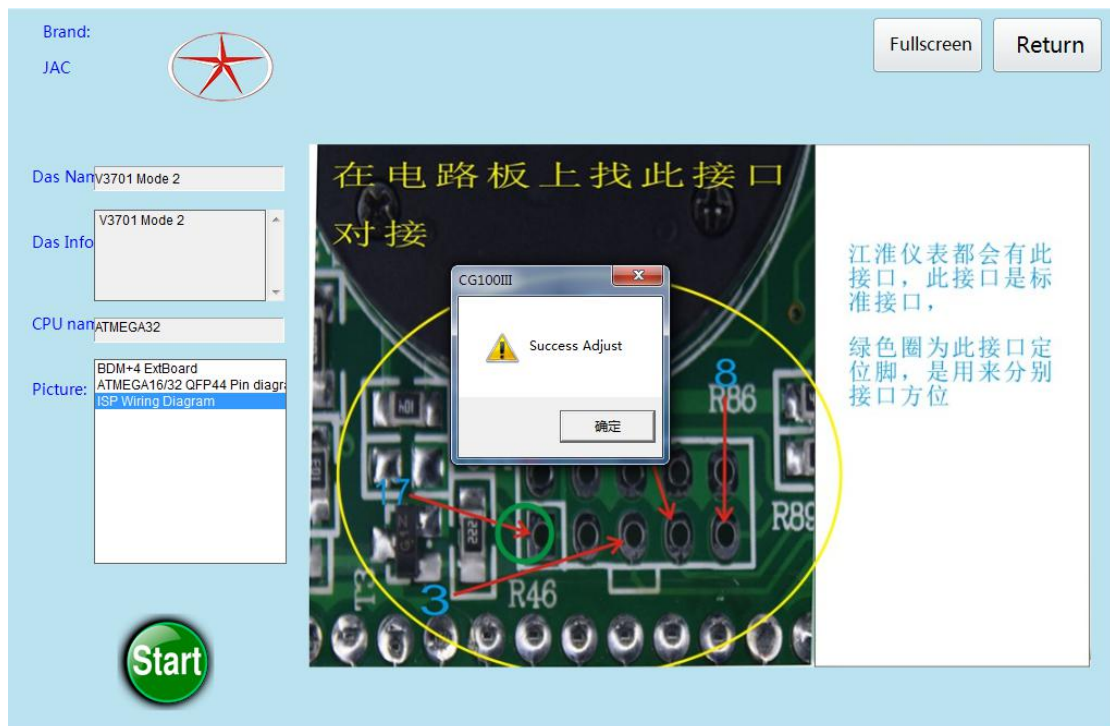 Brand:
JAC
Fullscreen
Return
Das Nam
V3701 Mode 2
Das Info
V3701 Mode 2
CPU nam
ATMEGA32
Picture:
BDM+4 ExtBoard
ATMEGA16/32 QFP44 Pin diagra
ISP Wiring Diagram
Start
在电路板上找此接口
对接
CG100III
Success Adjust
确定
8
R86
104
17
222
R89
3
R46
T3
江淮仪表都会有此
接口，此接口是标
准接口，
绿色圈为此接口定
位脚，是用来分别
接口方位